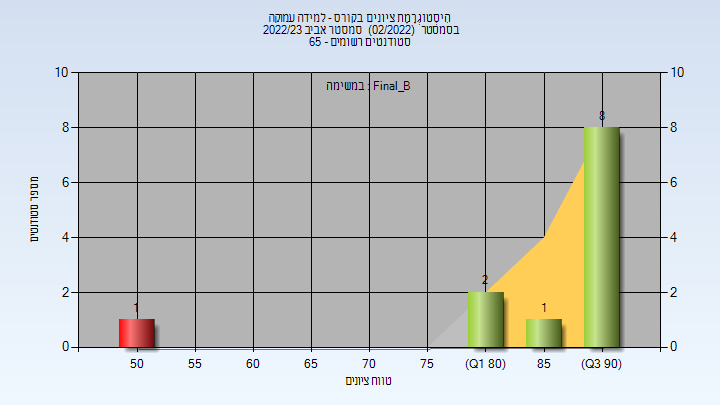 הִיסְטוֹגְרָמַת ציונים בקורס - למידה עמוקה
בסמסטר (02/2022) סמסטר אביב 2022/23
סטודנטים רשומים - 65
במשימה : Final_B
10 10
8 8
6 6
4 4
2 2
0 0
1 2 1 8
50 55 60 65 70 75 (Q1 80) 85 (Q3 90)
מספר סטודנטים
טווח ציונים